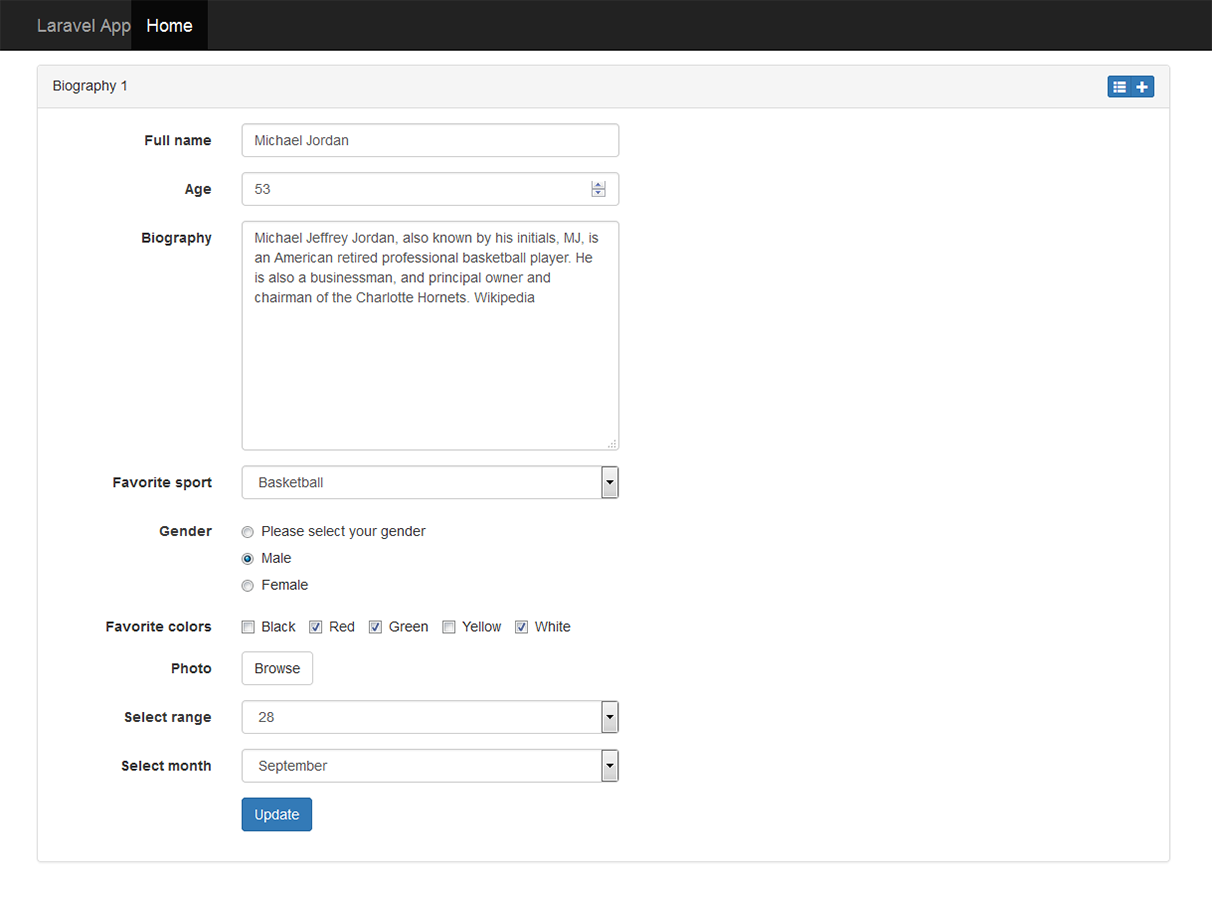 Laravel App Home
Biography 1
Full name Michael Jordan
Age 53
Biography Michael Jeffrey Jordan, also known by his initials, MJ, is
an American retired professional basketball player. He
is also a businessman, and principal owner and
chairman of the Charlotte Hornets. Wikipedia
Favorite sport Basketball
Gender Please select your gender
Male
Female
Favorite colors Black Red Green Yellow White
Photo Browse
Select range 28
Select month September
Update